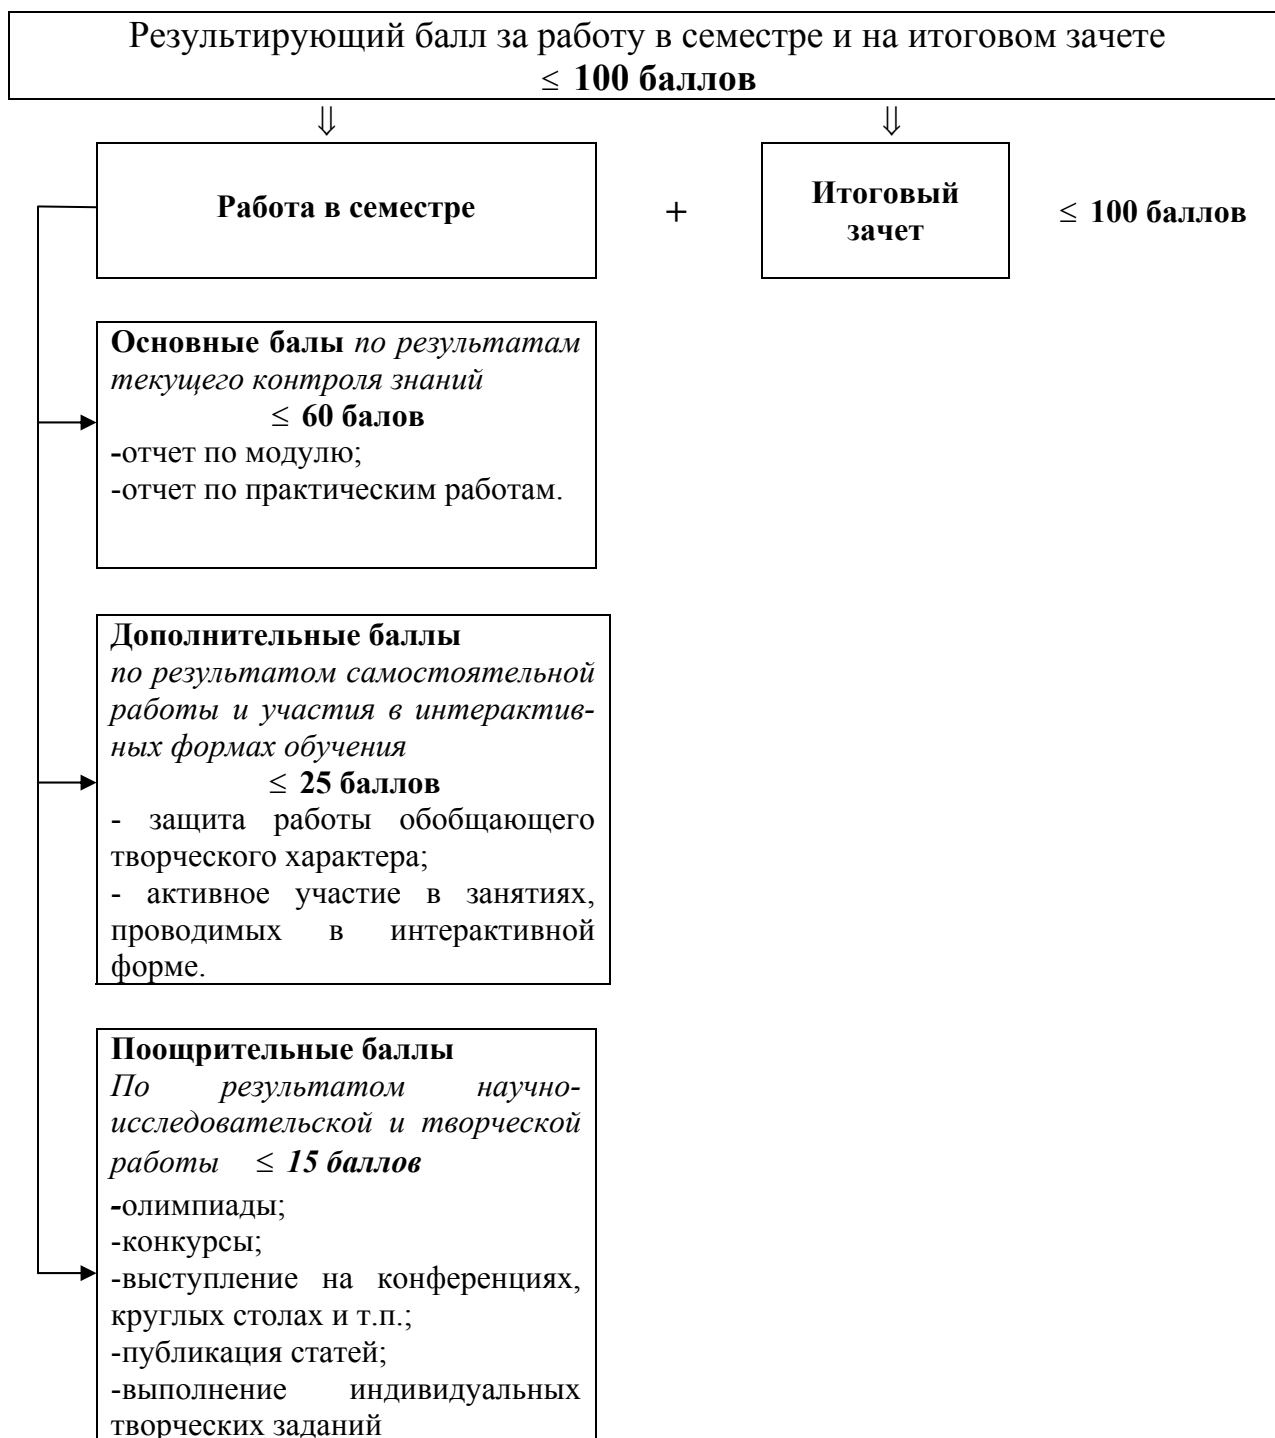 Результирующий балл за работу в семестре и на итоговом зачете
≤ 100 баллов
⇓ ⇓
Работа в семестре + Итоговый зачет ≤ 100 баллов
Основные балы по результатам
текущего контроля знаний
≤ 60 балов
-отчет по модулю;
-отчет по практическим работам.
Дополнительные баллы
по результатом самостоятельной
работы и участия в интерактив-
ных формах обучения
≤ 25 баллов
- защита работы обобщающего
творческого характера;
- активное участие в занятиях,
проводимых в интерактивной
форме.
Поощрительные баллы
По результатом научно-
исследовательской и творческой
работы ≤ 15 баллов
-олимпиады;
-конкурсы;
-выступление на конференциях,
круглых столах и т.п.;
-публикация статей;
-выполнение индивидуальных
творческих заданий